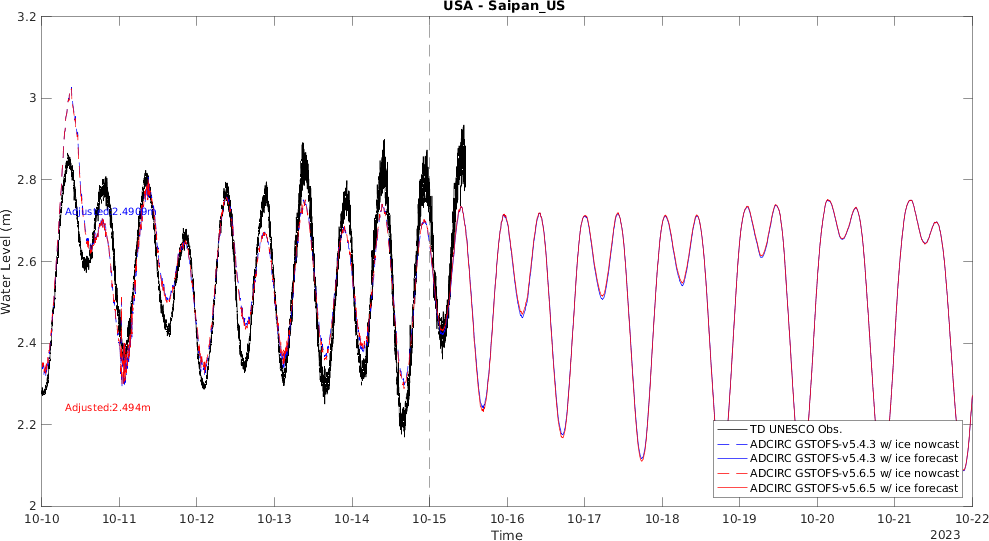 USA - Saipan_US
3.2
3
2.8
2.6
2.4
2.2
2
Water Level (m)
Adjusted:2.4909m
Adjusted:2.494m
TD UNESCO Obs.
ADCIRC GSTOFS-v5.4.3 w/ ice nowcast
ADCIRC GSTOFS-v5.4.3 w/ ice forecast
ADCIRC GSTOFS-v5.6.5 w/ ice nowcast
ADCIRC GSTOFS-v5.6.5 w/ ice forecast
10-10 10-11 10-12 10-13 10-14 10-15 10-16 10-17 10-18 10-19 10-20 10-21 10-22
Time
2023